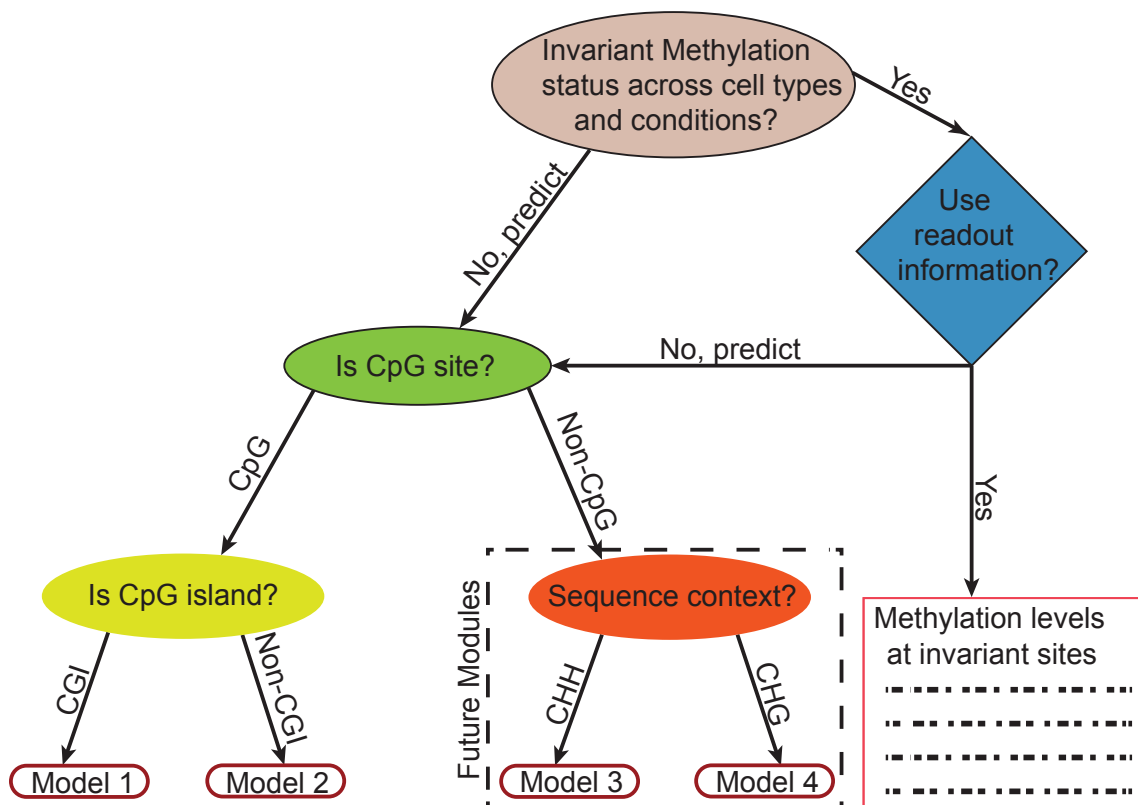 Invariant Methylation
status across cell types
and conditions?
Yes
No, predict
Use
readout
information?
Is CpG site?
No, predict
CpG
Non-CpG
Yes
Is CpG island?
Sequence context?
Methylation levels
at invariant sites
CGI
Non-CGI
Future Modules
CHH
CHG
Model 1
Model 2
Model 3
Model 4